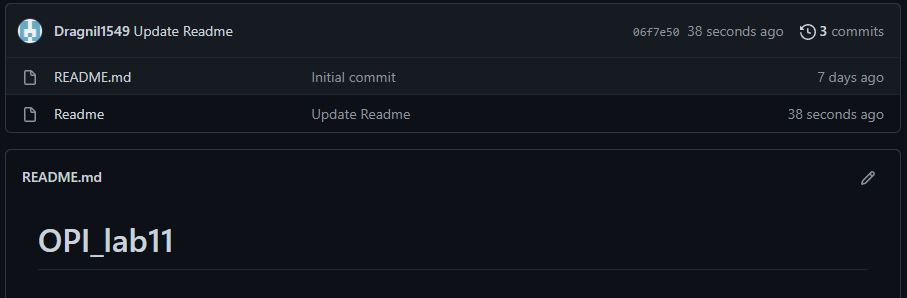 Dragnil1549 Update Readme 06f7e50 38 seconds ago 3 commits
README.md Initial commit 7 days ago
Readme Update Readme 38 seconds ago
README.md
OPI_lab11